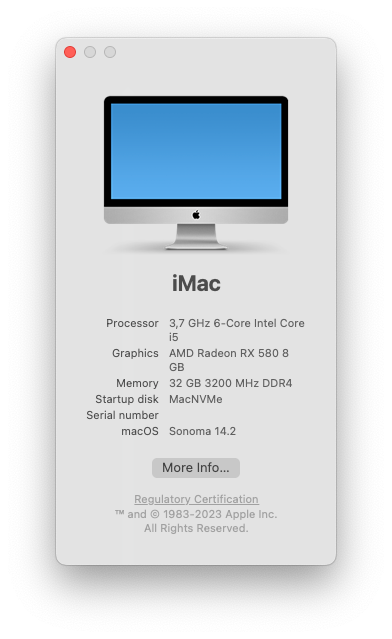 iMac
Processor 3,7 GHz 6-Core Intel Core
i5
Graphics AMD Radeon RX 580 8
GB
Memory 32 GB 3200 MHz DDR4
Startup disk MacNVMe
Serial number
macOS Sonoma 14.2
More Info...
Regulatory Certification
™ and © 1983-2023 Apple Inc.
All Rights Reserved.